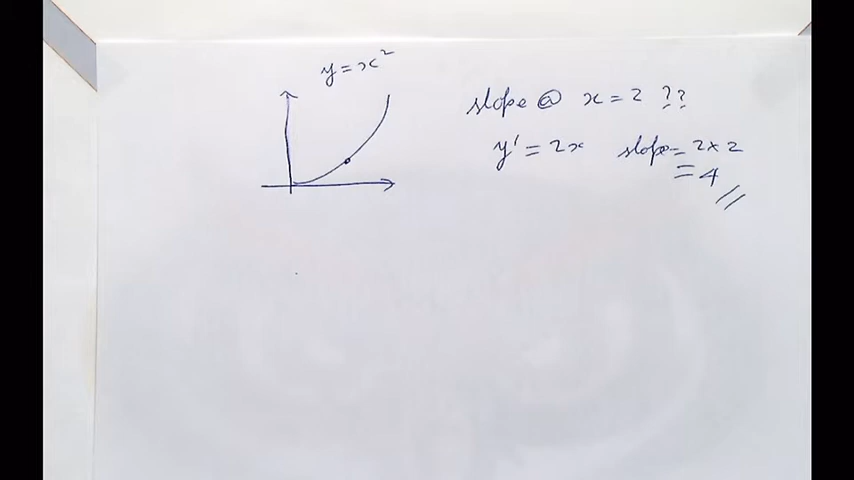 y = x²
slope @ x = 2 ??
y' = 2x slope = 2 × 2
= 4 //